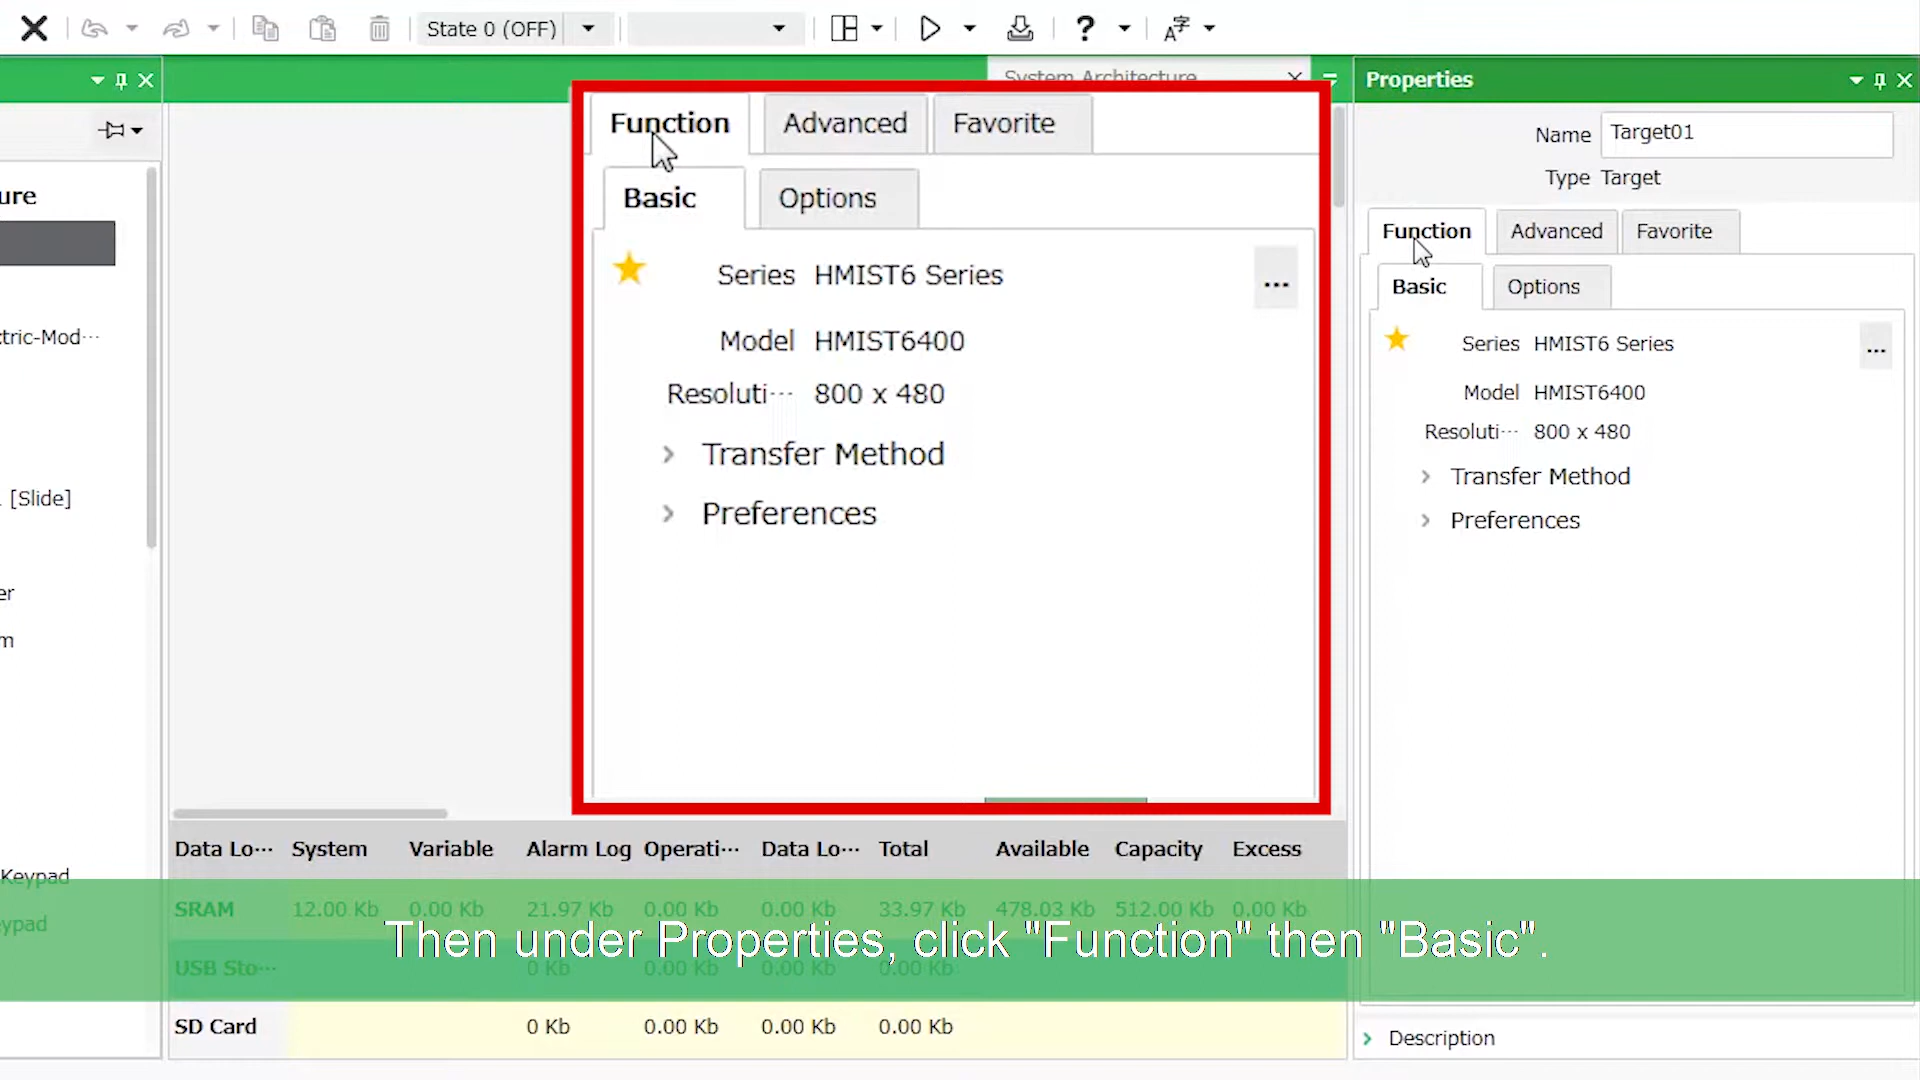 State 0 (OFF)
?
System Architecture
Properties
Name Target01
Type Target
Function Advanced Favorite
Basic Options
Series HMIST6 Series ...
Model HMIST6400
Resoluti··· 800 x 480
Transfer Method
Preferences
Function Advanced Favorite
Basic Options
Series HMIST6 Series ...
Model HMIST6400
Resoluti··· 800 x 480
Transfer Method
Preferences
ure
tric-Mod···
[Slide]
er
m
Keypad
ypad
Data Lo··· System Variable Alarm Log Operati··· Data Lo··· Total Available Capacity Excess
SRAM 12.00 Kb 0.00 Kb 21.97 Kb 0.00 Kb 0.00 Kb 33.97 Kb 478.03 Kb 512.00 Kb 0.00 Kb
Then under Properties, click "Function" then "Basic".
USB Sto··· 0 Kb 0.00 Kb 0.00 Kb 0.00 Kb
SD Card 0 Kb 0.00 Kb 0.00 Kb 0.00 Kb
Description